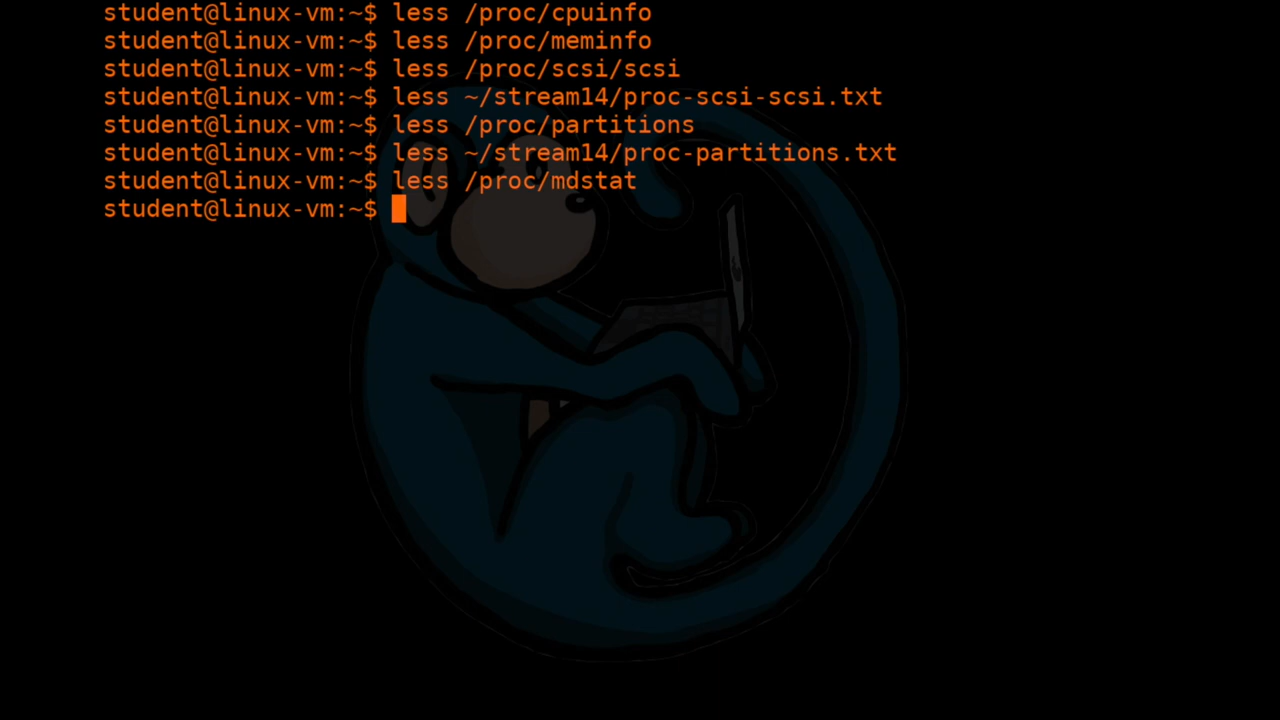 student@linux-vm:~$ less /proc/cpuinfo
student@linux-vm:~$ less /proc/meminfo
student@linux-vm:~$ less /proc/scsi/scsi
student@linux-vm:~$ less ~/stream14/proc-scsi-scsi.txt
student@linux-vm:~$ less /proc/partitions
student@linux-vm:~$ less ~/stream14/proc-partitions.txt
student@linux-vm:~$ less /proc/mdstat
student@linux-vm:~$